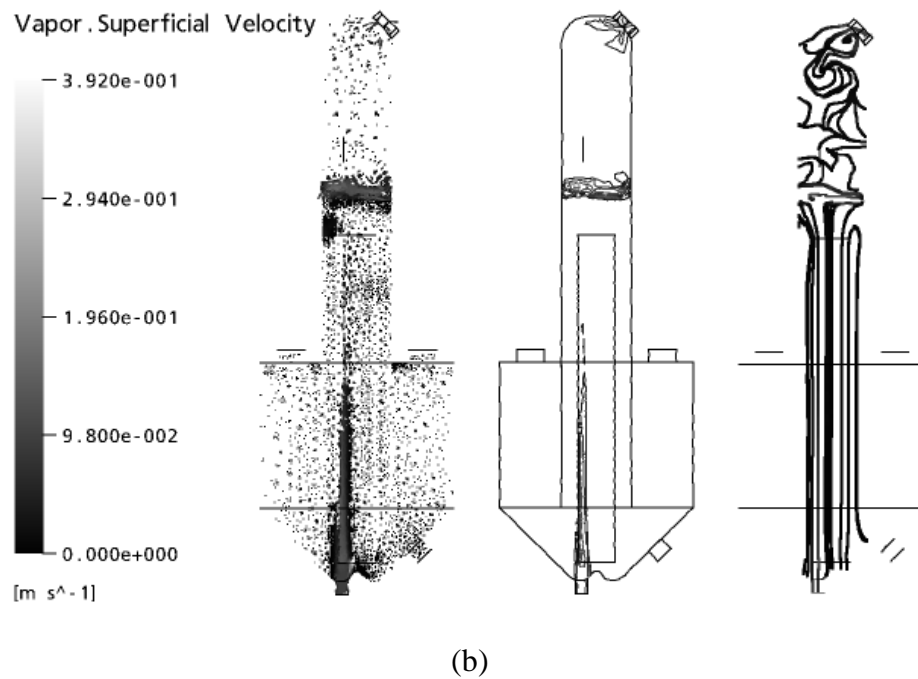 Vapor.Superficial Velocity
3.920e-001
2.940e-001
1.960e-001
9.800e-002
0.000e+000
[m s^-1]
(b)